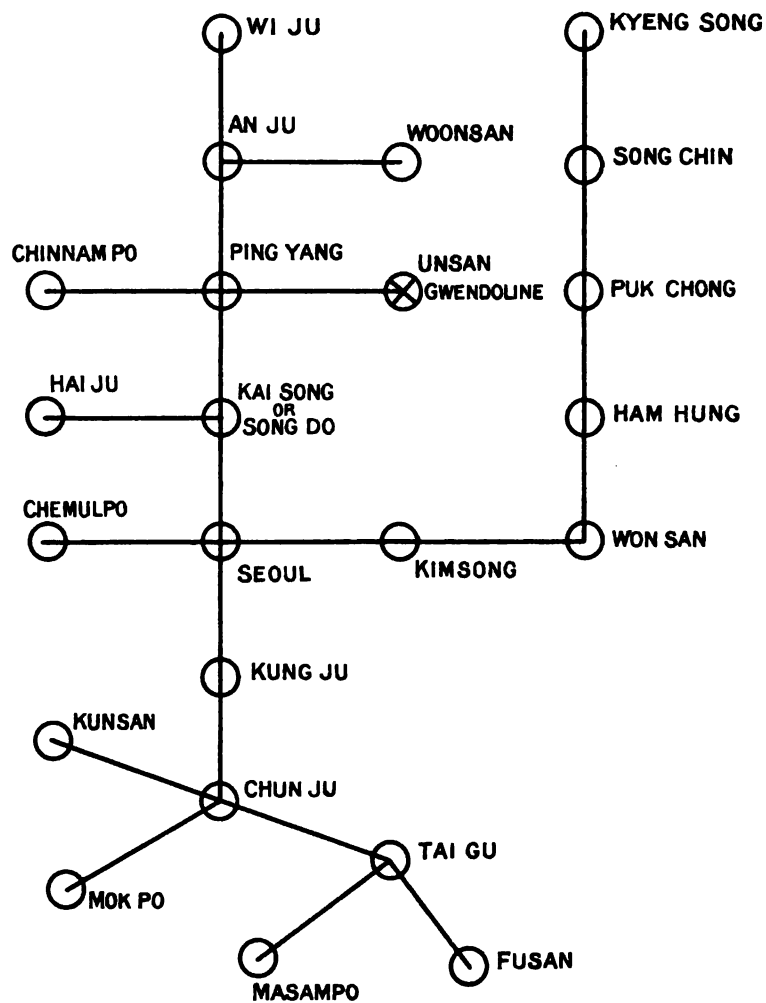 WI JU
KYENG SONG
AN JU
WOONSAN
SONG CHIN
CHINNAM PO
PING YANG
UNSAN
GWENDOLINE
PUK CHONG
HAI JU
KAI SONG
OR
SONG DO
HAM HUNG
CHEMULPO
SEOUL
KIMSONG
WON SAN
KUNG JU
KUNSAN
CHUN JU
TAI GU
MOK PO
MASAMPO
FUSAN